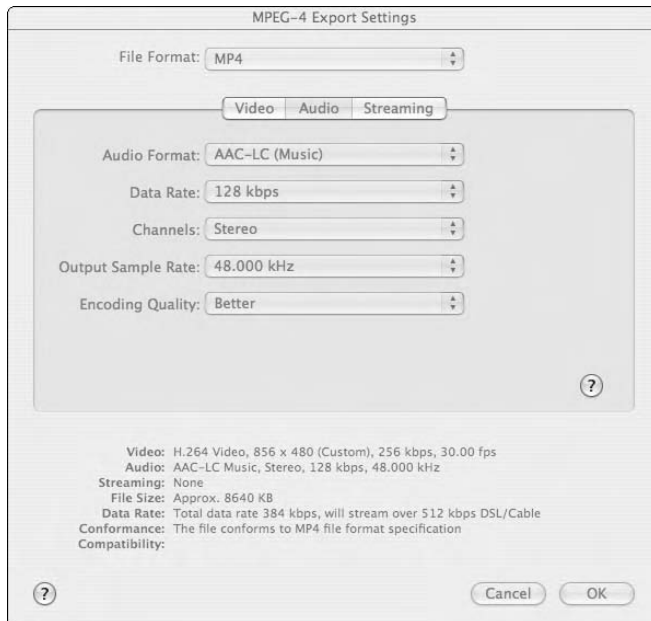 MPEG-4 Export Settings
File Format: MP4
Video Audio Streaming
Audio Format: AAC-LC (Music)
Data Rate: 128 kbps
Channels: Stereo
Output Sample Rate: 48.000 kHz
Encoding Quality: Better
?
Video: H.264 Video, 856 x 480 (Custom), 256 kbps, 30.00 fps
Audio: AAC-LC Music, Stereo, 128 kbps, 48.000 kHz
Streaming: None
File Size: Approx. 8640 KB
Data Rate: Total data rate 384 kbps, will stream over 512 kbps DSL/Cable
Conformance: The file conforms to MP4 file format specification
Compatibility:
? Cancel OK